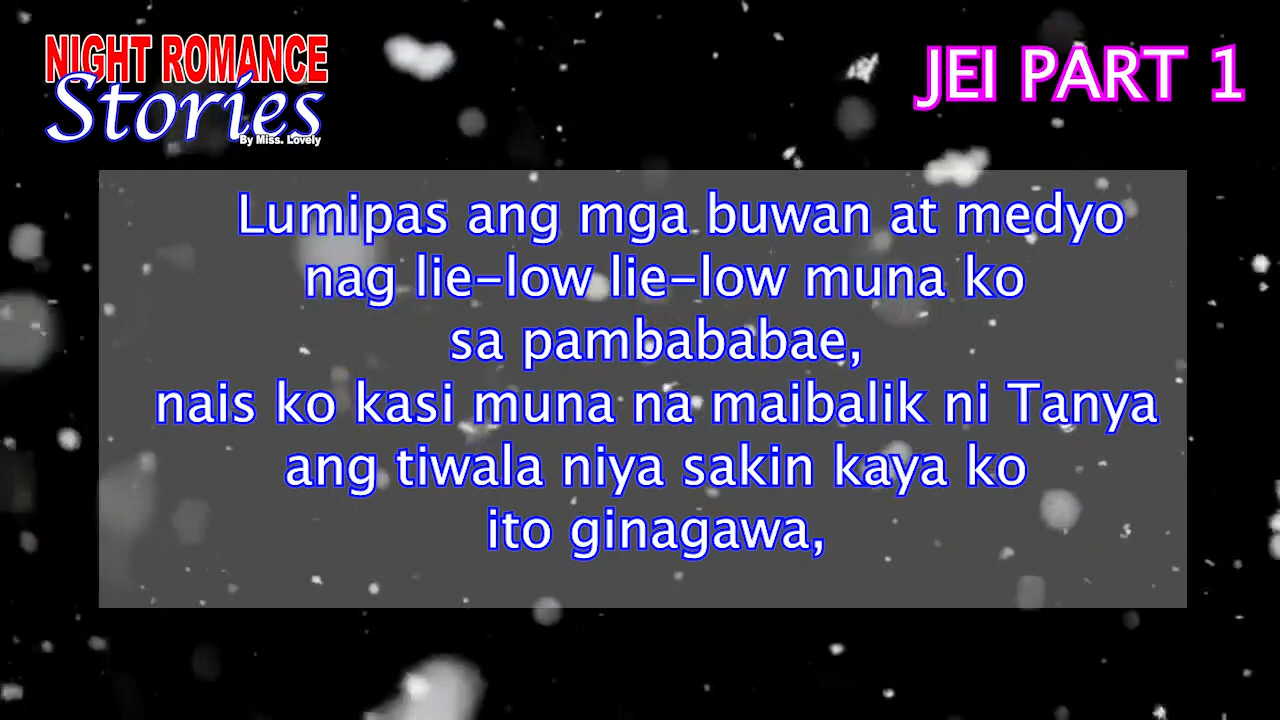 NIGHT ROMANCE
Stories
By Miss. Lovely
JEI PART 1
Lumipas ang mga buwan at medyo
nag lie-low lie-low muna ko
sa pambababae,
nais ko kasi muna na maibalik ni Tanya
ang tiwala niya sakin kaya ko
ito ginagawa,